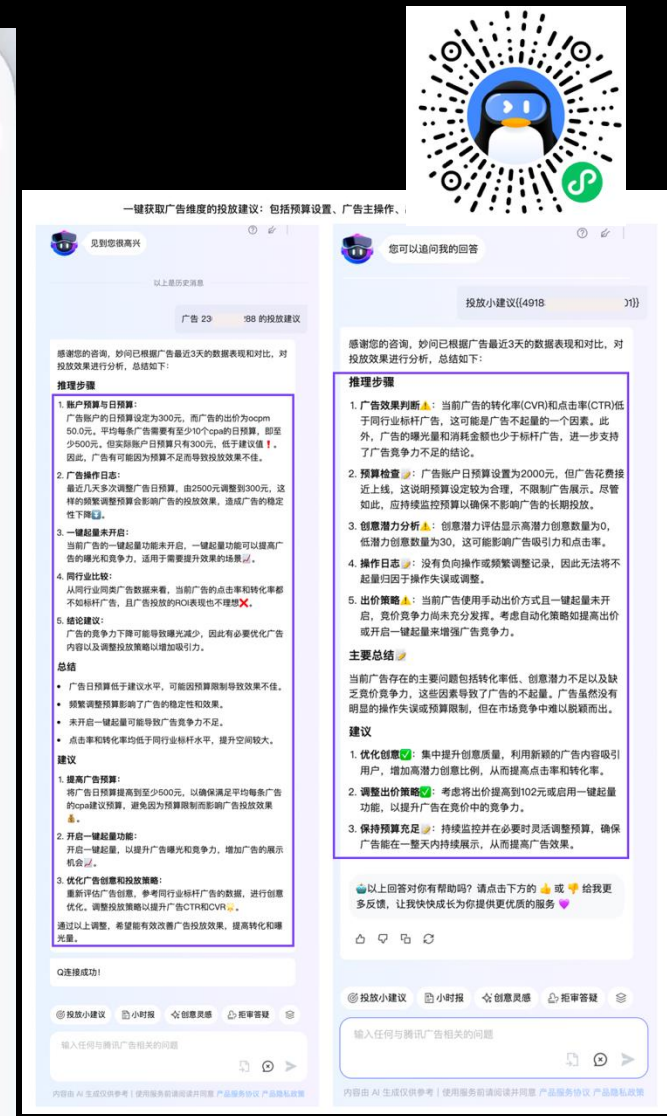 一键获取广告维度的投放建议：包括预算设置、广告主操作、
见到您很高兴
以上是历史消息
广告 23 288 的投放建议
感谢您的咨询，妙问已根据广告最近3天的数据表现和对比，对
投放效果进行分析，总结如下：
推理步骤
1. 账户预算与日预算：
广告账户的日预算设定为300元，而广告的出价为ocpm
50.0元。平均每条广告需要有至少10个cpa的日预算，即至
少500元。但实际账户日预算只有300元，低于建议值❗。
因此，广告有可能因为预算不足而导致投放效果不佳。
2. 广告操作日志：
最近几天多次调整广告日预算，由2500元调整到300元，这
样的频繁调整预算会影响广告的投放效果，造成广告的稳定
性下降⬇️。
3. 一键起量未开启：
当前广告的一键起量功能未开启，一键起量功能可以提高广
告的曝光和竞争力，适用于需要提升效果的场景📈。
4. 同行业比较：
从同行业同类广告数据来看，当前广告的点击率和转化率都
不如标杆广告，且广告投放的ROI表现也不理想❌。
5. 结论建议：
广告的竞争力下降可能导致曝光减少，因此有必要优化广告
内容以及调整投放策略以增加吸引力。
总结
• 广告日预算低于建议水平，可能因预算限制导致效果不佳。
• 频繁调整预算影响了广告的稳定性和效果。
• 未开启一键起量可能导致广告竞争力不足。
• 点击率和转化率均低于同行业标杆水平，提升空间较大。
建议
1. 提高广告预算：
将广告日预算提高到至少500元，以确保满足平均每条广告
的cpa建议预算，避免因为预算限制而影响广告投放效果
💰。
2. 开启一键起量功能：
开启一键起量，以提升广告曝光和竞争力，增加广告的展示
机会📈。
3. 优化广告创意和投放策略：
重新评估广告创意，参考同行业标杆广告的数据，进行创意
优化。调整投放策略以提升广告CTR和CVR🌟。
通过以上调整，希望能有效改善广告投放效果，提高转化和曝
光量。
Q连接成功！
投放小建议 小时报 创意灵感 拒审答疑
输入任何与腾讯广告相关的问题
内容由 AI 生成仅供参考 | 使用服务前请阅读并同意 产品服务协议 产品隐私政策
您可以追问我的回答
投放小建议{{4918 01}}
感谢您的咨询，妙问已根据广告最近3天的数据表现和对比，对
投放效果进行分析，总结如下：
推理步骤
1. 广告效果判断⚠️：当前广告的转化率(CVR)和点击率(CTR)低
于同行业标杆广告，这可能是广告不起量的一个因素。此
外，广告的曝光量和消耗金额也少于标杆广告，进一步支持
了广告竞争力不足的结论。
2. 预算检查📝：广告账户日预算设置为2000元，但广告花费接
近上线，这说明预算设定较为合理，不限制广告展示。尽管
如此，应持续监控预算以确保不影响广告的长期投放。
3. 创意潜力分析⚠️：创意潜力评估显示高潜力创意数量为0，
低潜力创意数量为30，这可能影响广告吸引力和点击率。
4. 操作日志📝：没有负向操作或频繁调整记录，因此无法将不
起量归因于操作失误或调整。
5. 出价策略⚠️：当前广告使用手动出价方式且一键起量未开
启，竞价竞争力尚未充分发挥。考虑自动化策略如提高出价
或开启一键起量来增强广告竞争力。
主要总结📝
当前广告存在的主要问题包括转化率低、创意潜力不足以及缺
乏竞价竞争力，这些因素导致了广告的不起量。广告虽然没有
明显的操作失误或预算限制，但在市场竞争中难以脱颖而出。
建议
1. 优化创意✅：集中提升创意质量，利用新颖的广告内容吸引
用户，增加高潜力创意比例，从而提高点击率和转化率。
2. 调整出价策略✅：考虑将出价提高到102元或启用一键起量
功能，以提升广告在竞价中的竞争力。
3. 保持预算充足📝：持续监控并在必要时灵活调整预算，确保
广告能在一整天内持续展示，从而提高广告效果。
以上回答对你有帮助吗？请点击下方的 👍 或 👎 给我更
多反馈，让我快快成长为你提供更优质的服务 💜
投放小建议 小时报 创意灵感 拒审答疑
输入任何与腾讯广告相关的问题
内容由 AI 生成仅供参考 | 使用服务前请阅读并同意 产品服务协议 产品隐私政策